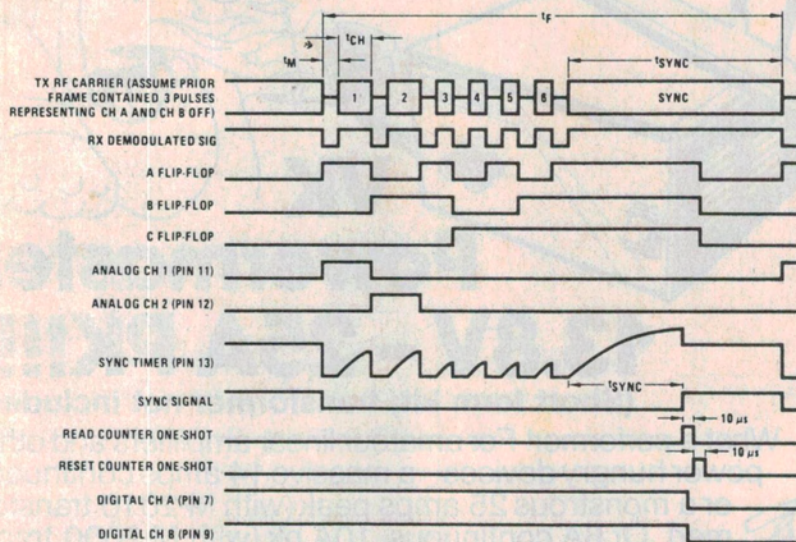 tF
tCH
tM
tSYNC
TX RF CARRIER (ASSUME PRIOR
FRAME CONTAINED 3 PULSES
REPRESENTING CH A AND CH B OFF)
1 2 3 4 5 6 SYNC
RX DEMODULATED SIG
A FLIP-FLOP
B FLIP-FLOP
C FLIP-FLOP
ANALOG CH 1 (PIN 11)
ANALOG CH 2 (PIN 12)
SYNC TIMER (PIN 13)
tSYNC
SYNC SIGNAL
READ COUNTER ONE-SHOT
10 µs
RESET COUNTER ONE-SHOT
10 µs
DIGITAL CH A (PIN 7)
DIGITAL CH B (PIN 9)